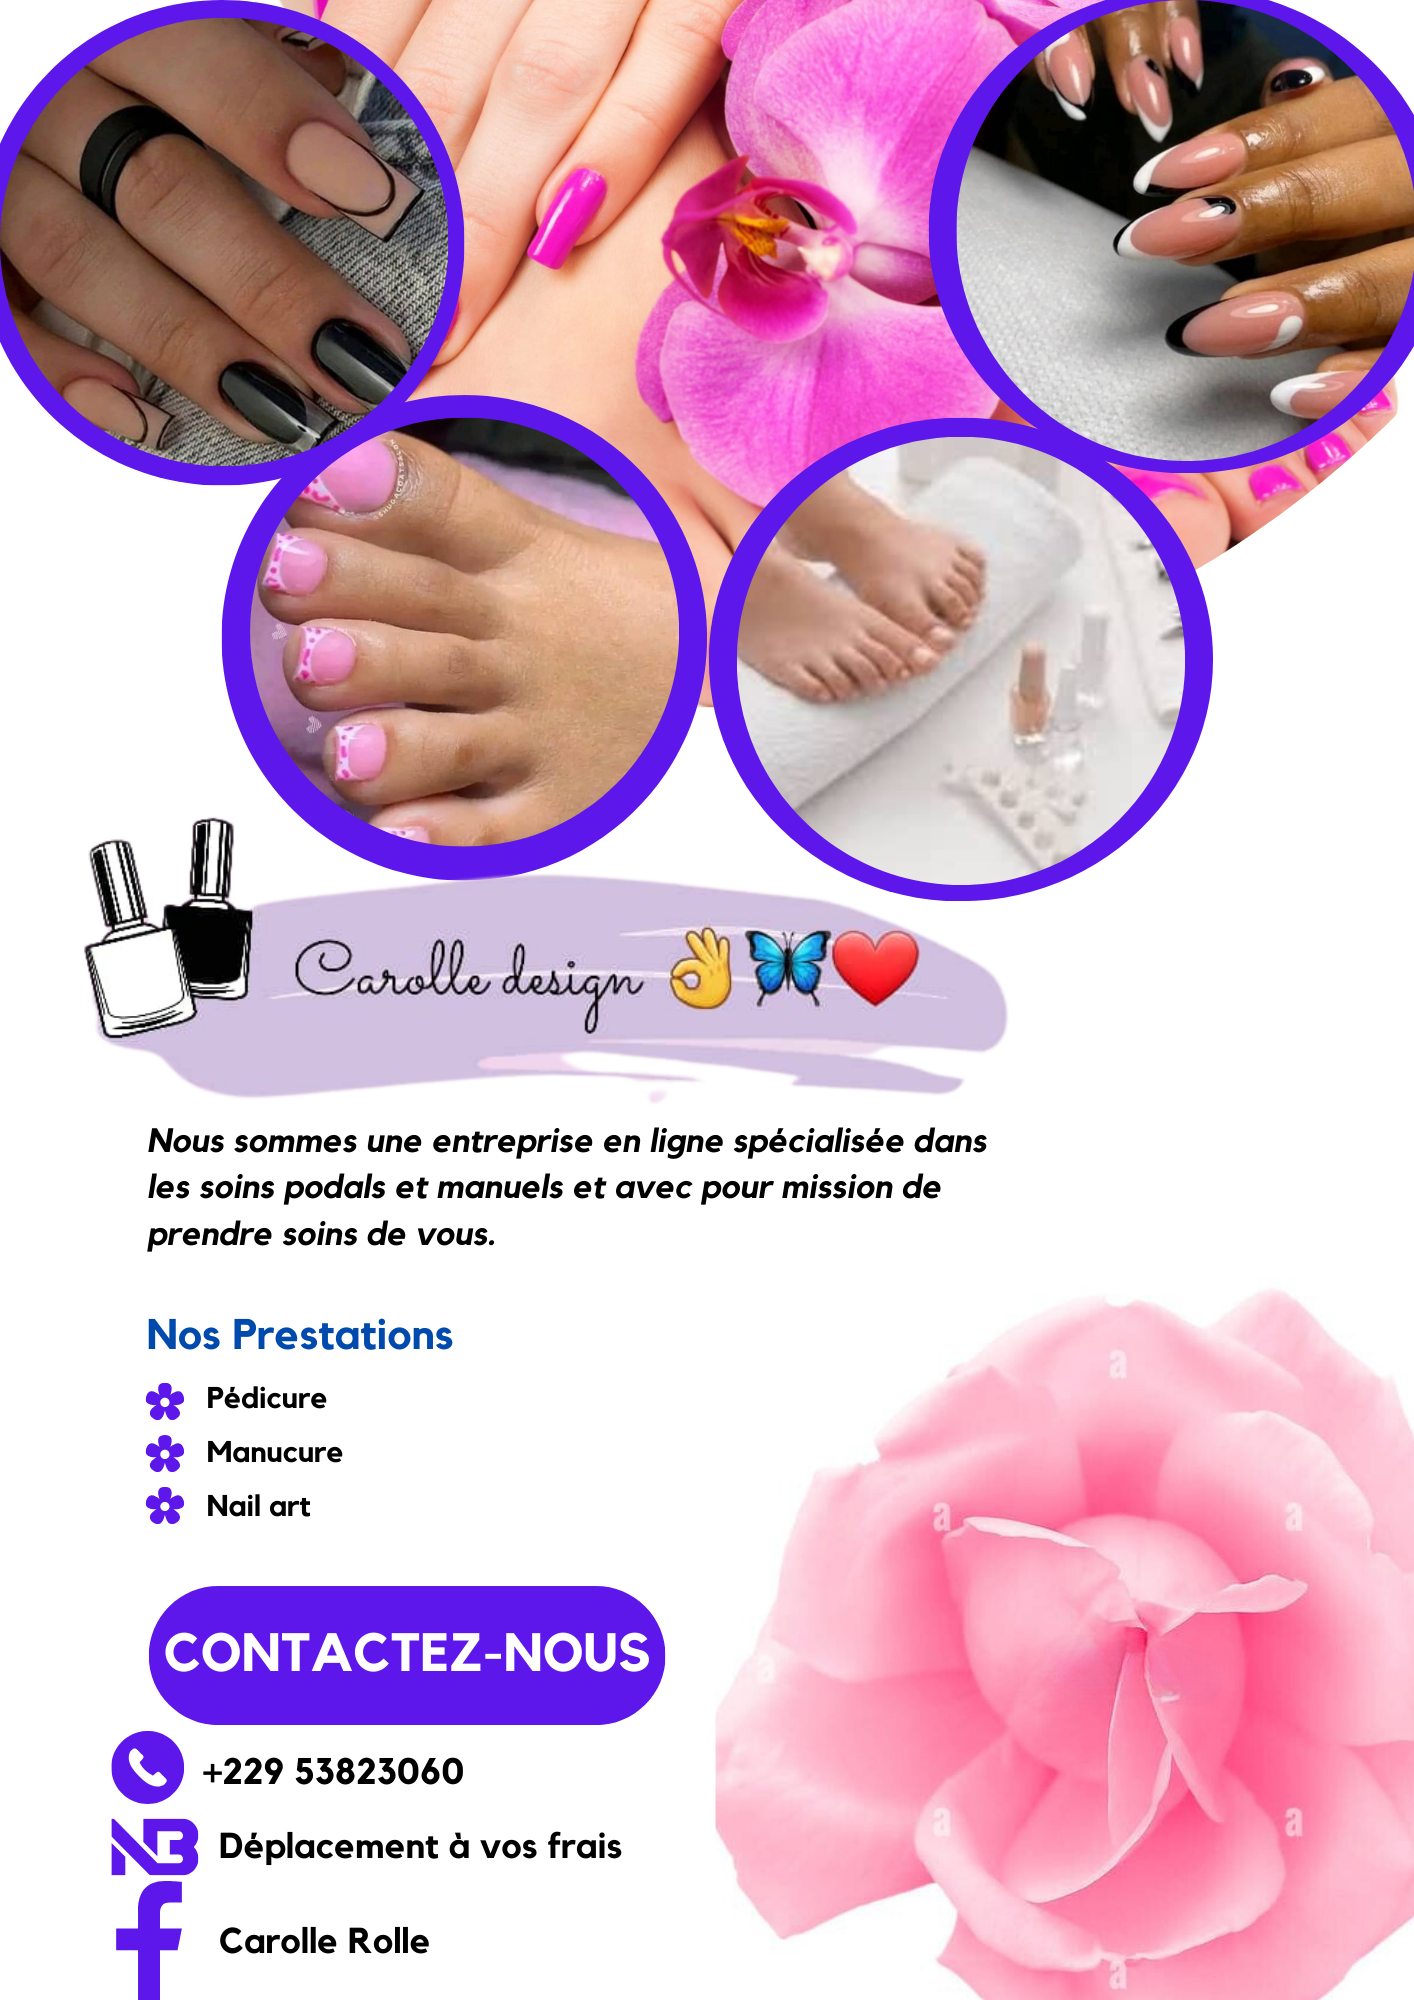 Carolle design 👌🦋❤️
Nous sommes une entreprise en ligne spécialisée dans
les soins podals et manuels et avec pour mission de
prendre soins de vous.
Nos Prestations
Pédicure
Manucure
Nail art
CONTACTEZ-NOUS
+229 53823060
NB Déplacement à vos frais
Carolle Rolle
a
a
a
a
a
a
a